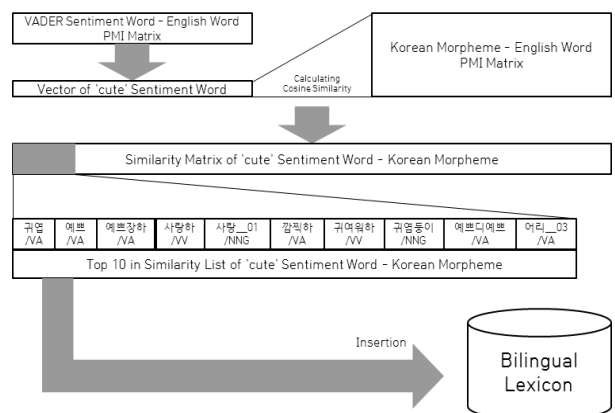 VADER Sentiment Word – English Word
PMI Matrix
Vector of 'cute' Sentiment Word
Calculating
Cosine Similarity
Korean Morpheme – English Word
PMI Matrix
Similarity Matrix of 'cute' Sentiment Word – Korean Morpheme
귀엽 예쁘 예쁘장하 사랑하 사랑__01 깜찍하 귀여워하 귀염둥이 예쁘디예쁘 어리__03
/VA /VA /VA /VV /NNG /VA /VV /NNG /VA /VA
Top 10 in Similarity List of 'cute' Sentiment Word – Korean Morpheme
Insertion
Bilingual
Lexicon